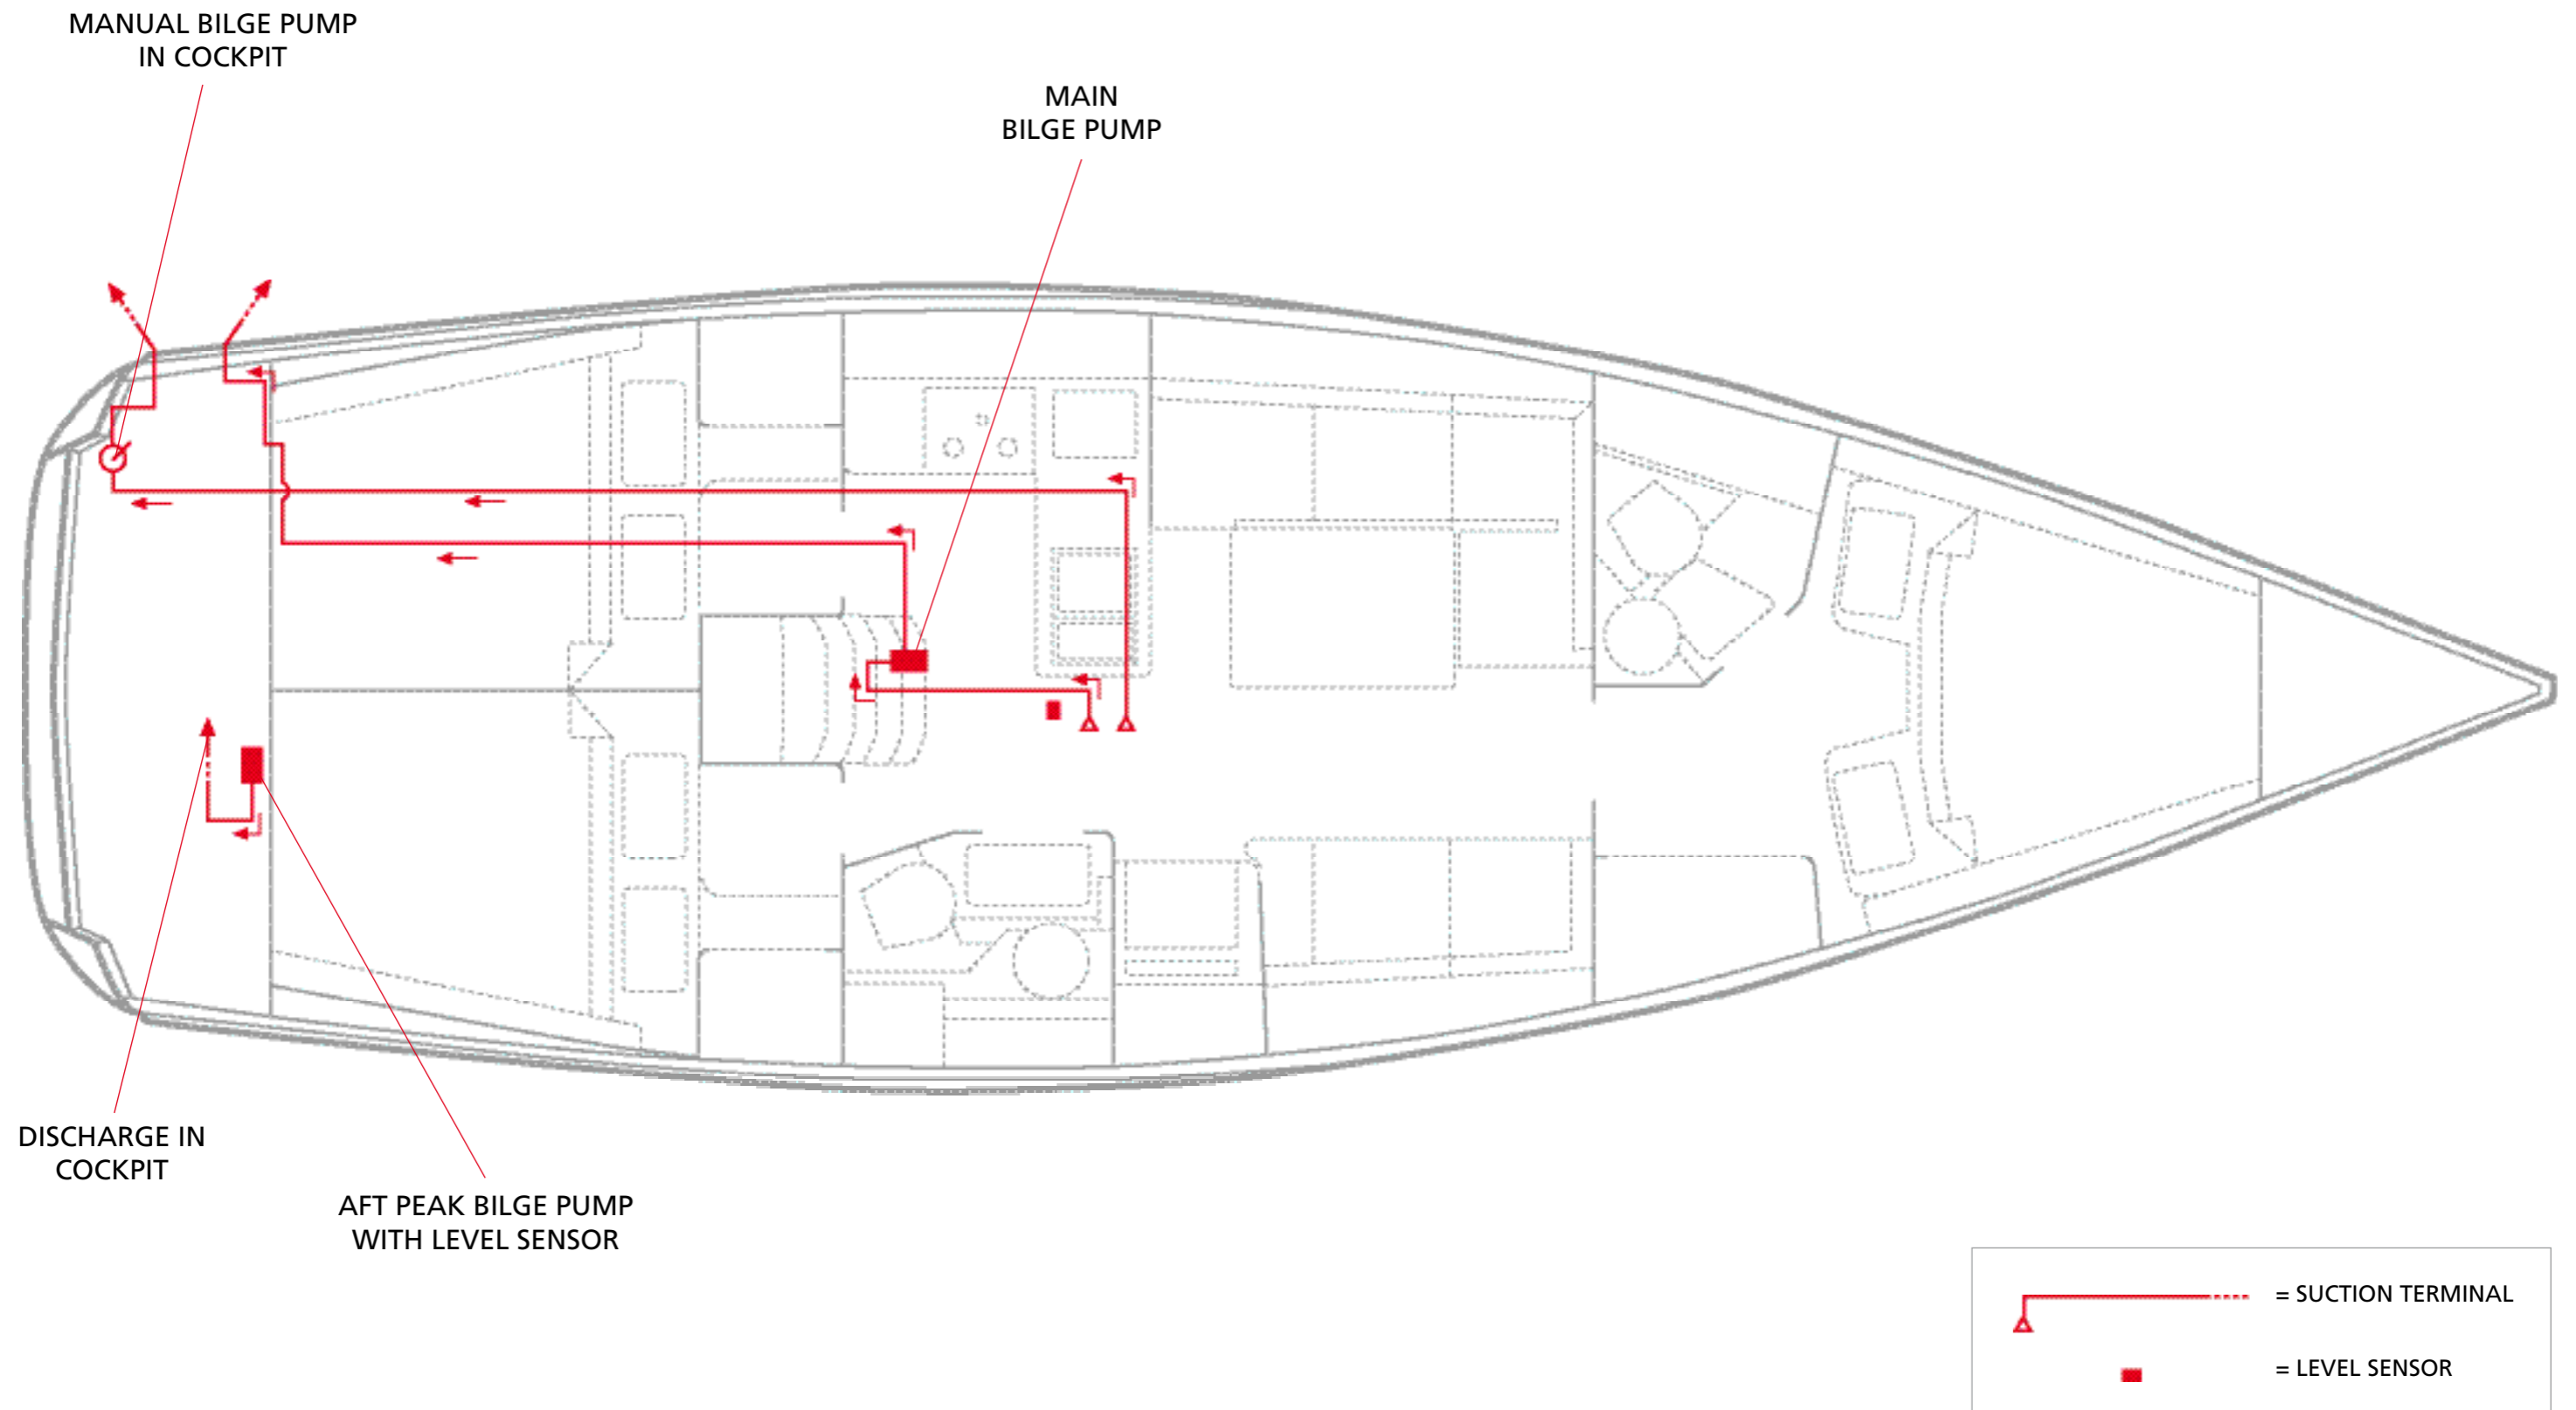 MANUAL BILGE PUMP
IN COCKPIT
MAIN
BILGE PUMP
DISCHARGE IN
COCKPIT
AFT PEAK BILGE PUMP
WITH LEVEL SENSOR
= SUCTION TERMINAL
= LEVEL SENSOR